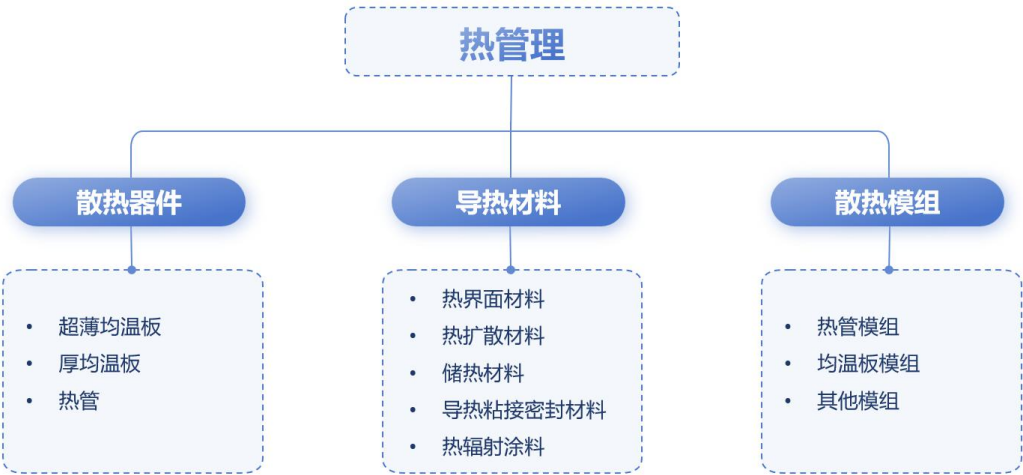 热管理
散热器件
导热材料
散热模组
• 超薄均温板
• 厚均温板
• 热管
• 热界面材料
• 热扩散材料
• 储热材料
• 导热粘接密封材料
• 热辐射涂料
• 热管模组
• 均温板模组
• 其他模组